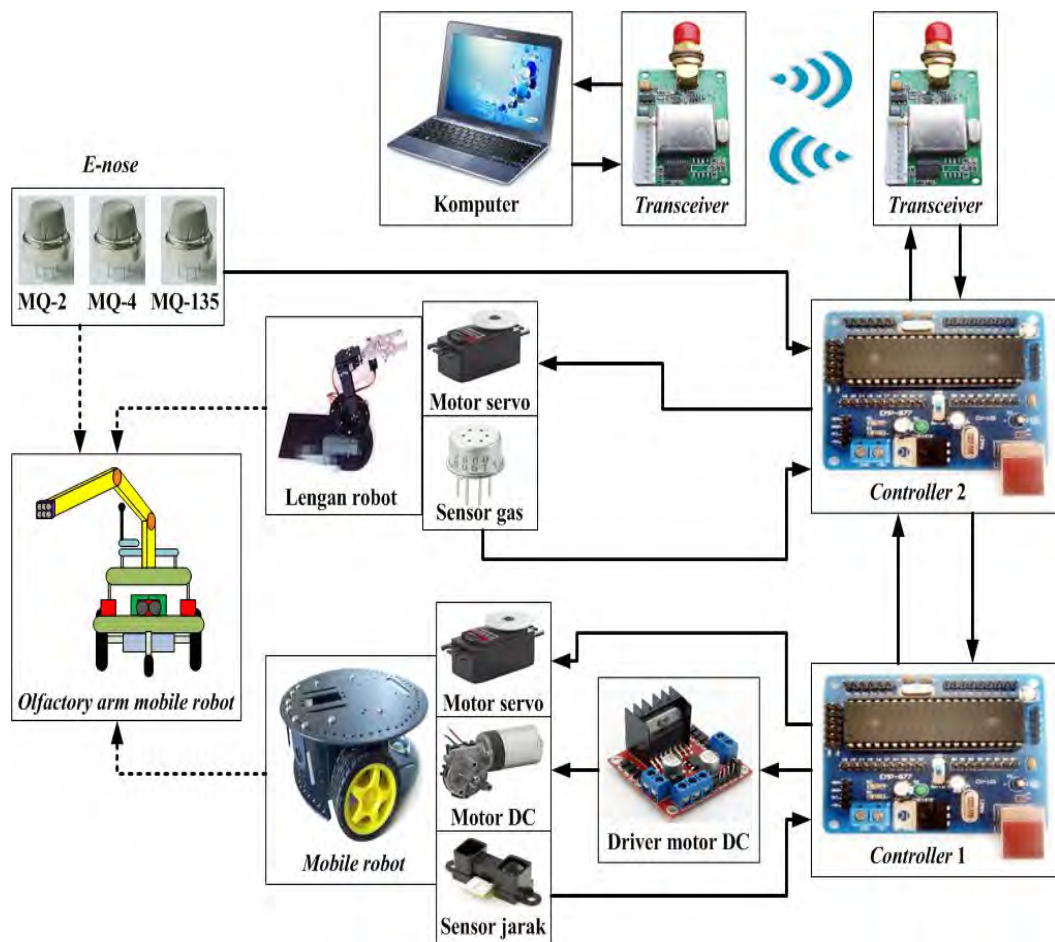 Komputer
Transceiver
Transceiver
E-nose
MQ-2 MQ-4 MQ-135
Motor servo
Lengan robot
Sensor gas
Controller 2
Olfactory arm mobile robot
Motor servo
Motor DC
Driver motor DC
Mobile robot
Sensor jarak
Controller 1